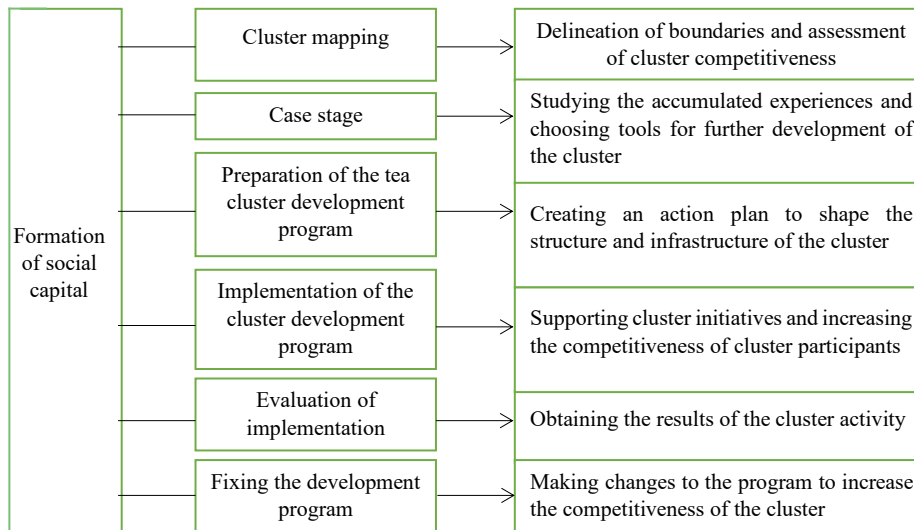 Formation
of social
capital
Cluster mapping
Delineation of boundaries and assessment
of cluster competitiveness
Case stage
Studying the accumulated experiences and
choosing tools for further development of
the cluster
Preparation of the tea
cluster development
program
Creating an action plan to shape the
structure and infrastructure of the cluster
Implementation of the
cluster development
program
Supporting cluster initiatives and increasing
the competitiveness of cluster participants
Evaluation of
implementation
Obtaining the results of the cluster activity
Fixing the development
program
Making changes to the program to increase
the competitiveness of the cluster